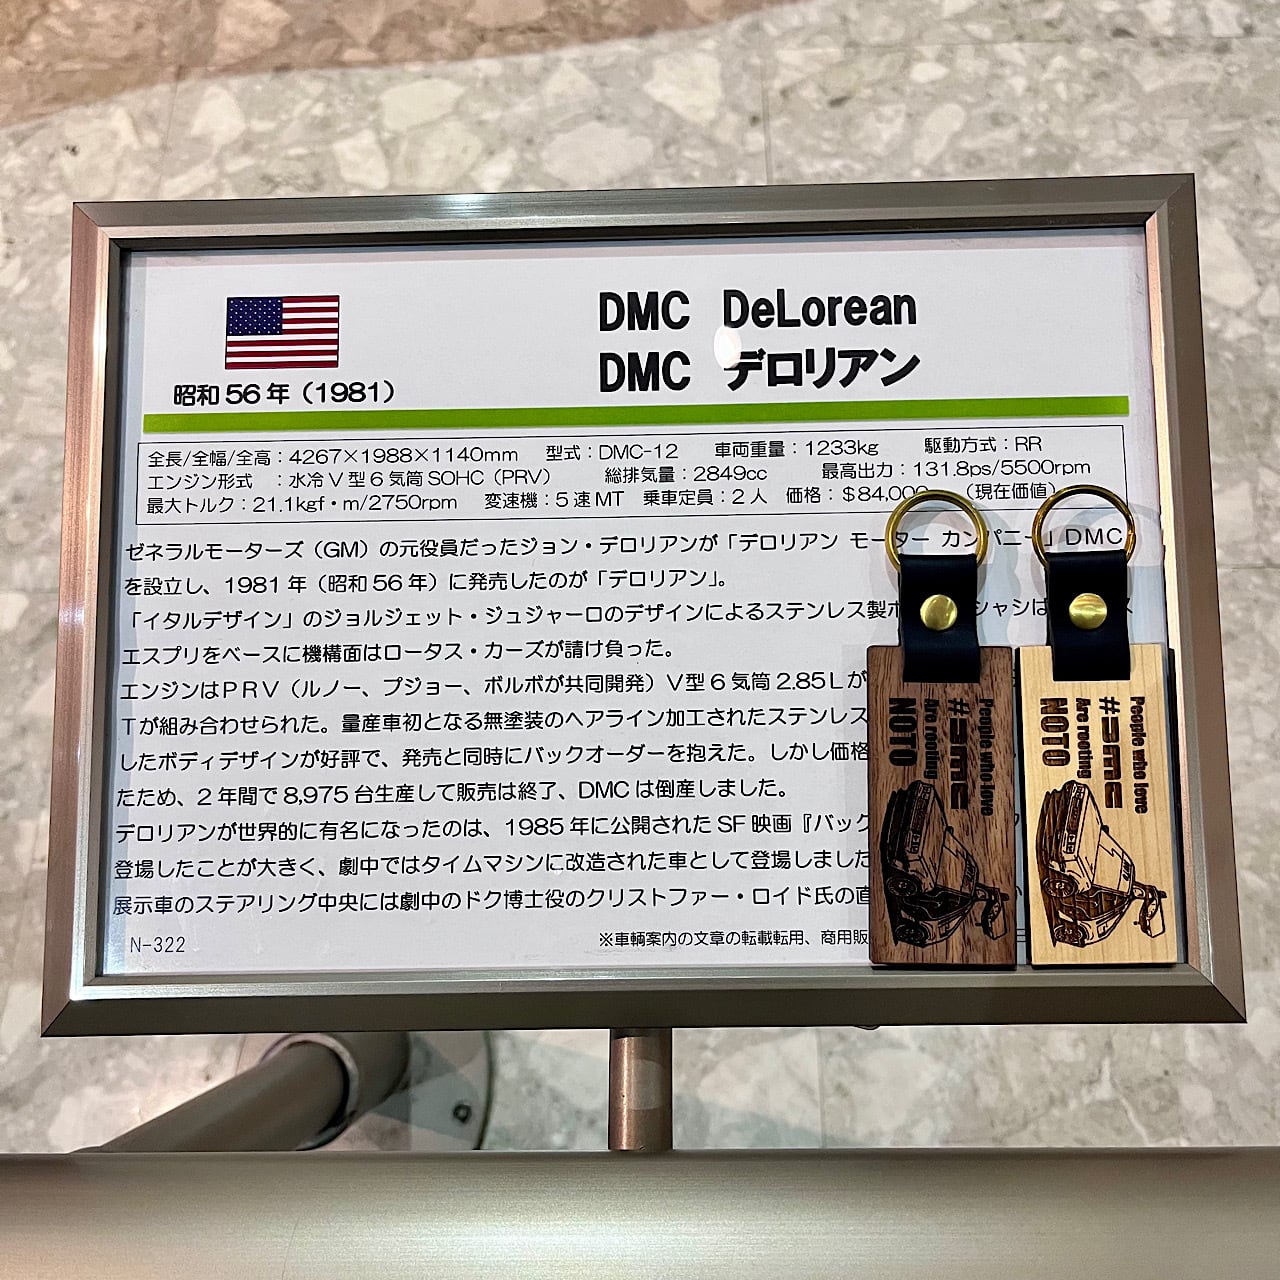 DMC DeLorean
DMC デロリアン
昭和56年（1981）
全長/全幅/全高：4267×1988×1140mm 型式：DMC-12 車両重量：1233kg 駆動方式：RR
エンジン形式 ：水冷V型6気筒SOHC（PRV） 総排気量：2849cc 最高出力：131.8ps/5500rpm
最大トルク：21.1kgf・m/2750rpm 変速機：5速MT 乗車定員：2人 価格：＄84,000 （現在価値）
ゼネラルモーターズ（GM）の元役員だったジョン・デロリアンが「デロリアン モーター カンパニー」DMC
を設立し、1981年（昭和56年）に発売したのが「デロリアン」。
「イタルデザイン」のジョルジェット・ジュジャーロのデザインによるステンレス製ボ シャシは ス
エスプリをベースに機構面はロータス・カーズが請け負った。
エンジンはＰＲＶ（ルノー、プジョー、ボルボが共同開発）Ｖ型６気筒2.85Ｌが
Ｔが組み合わせられた。量産車初となる無塗装のヘアライン加工されたステンレス
したボディデザインが好評で、発売と同時にバックオーダーを抱えた。しかし価格
たため、2年間で8,975台生産して販売は終了、DMCは倒産しました。
デロリアンが世界的に有名になったのは、1985年に公開されたSF映画『バック
登場したことが大きく、劇中ではタイムマシンに改造された車として登場しました
展示車のステアリング中央には劇中のドク博士役のクリストファー・ロイド氏の直
N-322
※車輌案内の文章の転載転用、商用販
People who love
#DMC
Are rooting
NOTO
People who love
#DMC
Are rooting
NOTO